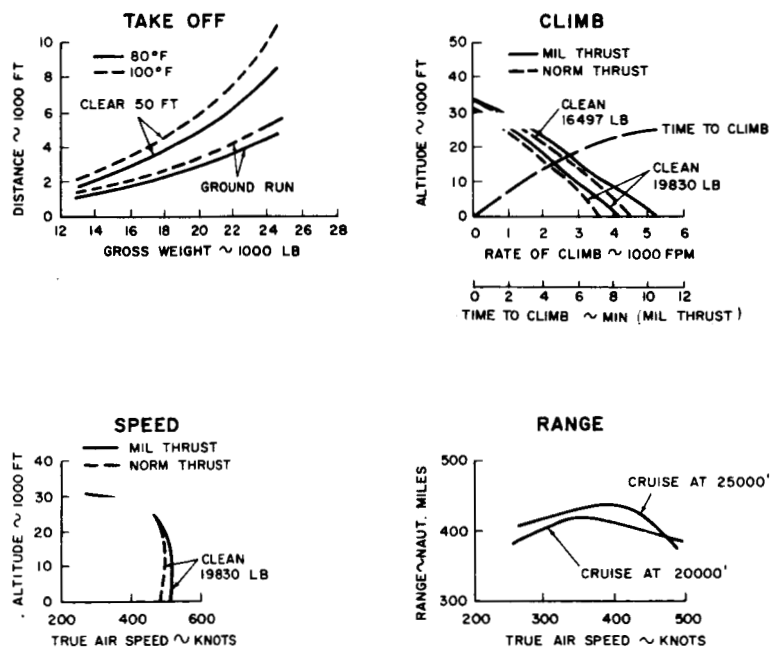 TAKE OFF
80°F
100°F
CLEAR 50 FT
GROUND RUN
DISTANCE ~ 1000 FT
10
8
6
4
2
0
12 14 16 18 20 22 24 26 28
GROSS WEIGHT ~ 1000 LB
CLIMB
MIL THRUST
NORM THRUST
CLEAN
16497 LB
TIME TO CLIMB
CLEAN
19830 LB
ALTITUDE ~ 1000 FT
50
40
30
20
10
0
0 1 2 3 4 5 6
RATE OF CLIMB ~ 1000 FPM
0 2 4 6 8 10 12
TIME TO CLIMB ~ MIN (MIL THRUST)
SPEED
MIL THRUST
NORM THRUST
CLEAN
19830 LB
ALTITUDE ~ 1000 FT
40
30
20
10
0
200 400 600
TRUE AIR SPEED ~ KNOTS
RANGE
CRUISE AT 25000'
CRUISE AT 20000'
RANGE ~ NAUT. MILES
500
400
300
200 300 400 500
TRUE AIR SPEED ~ KNOTS